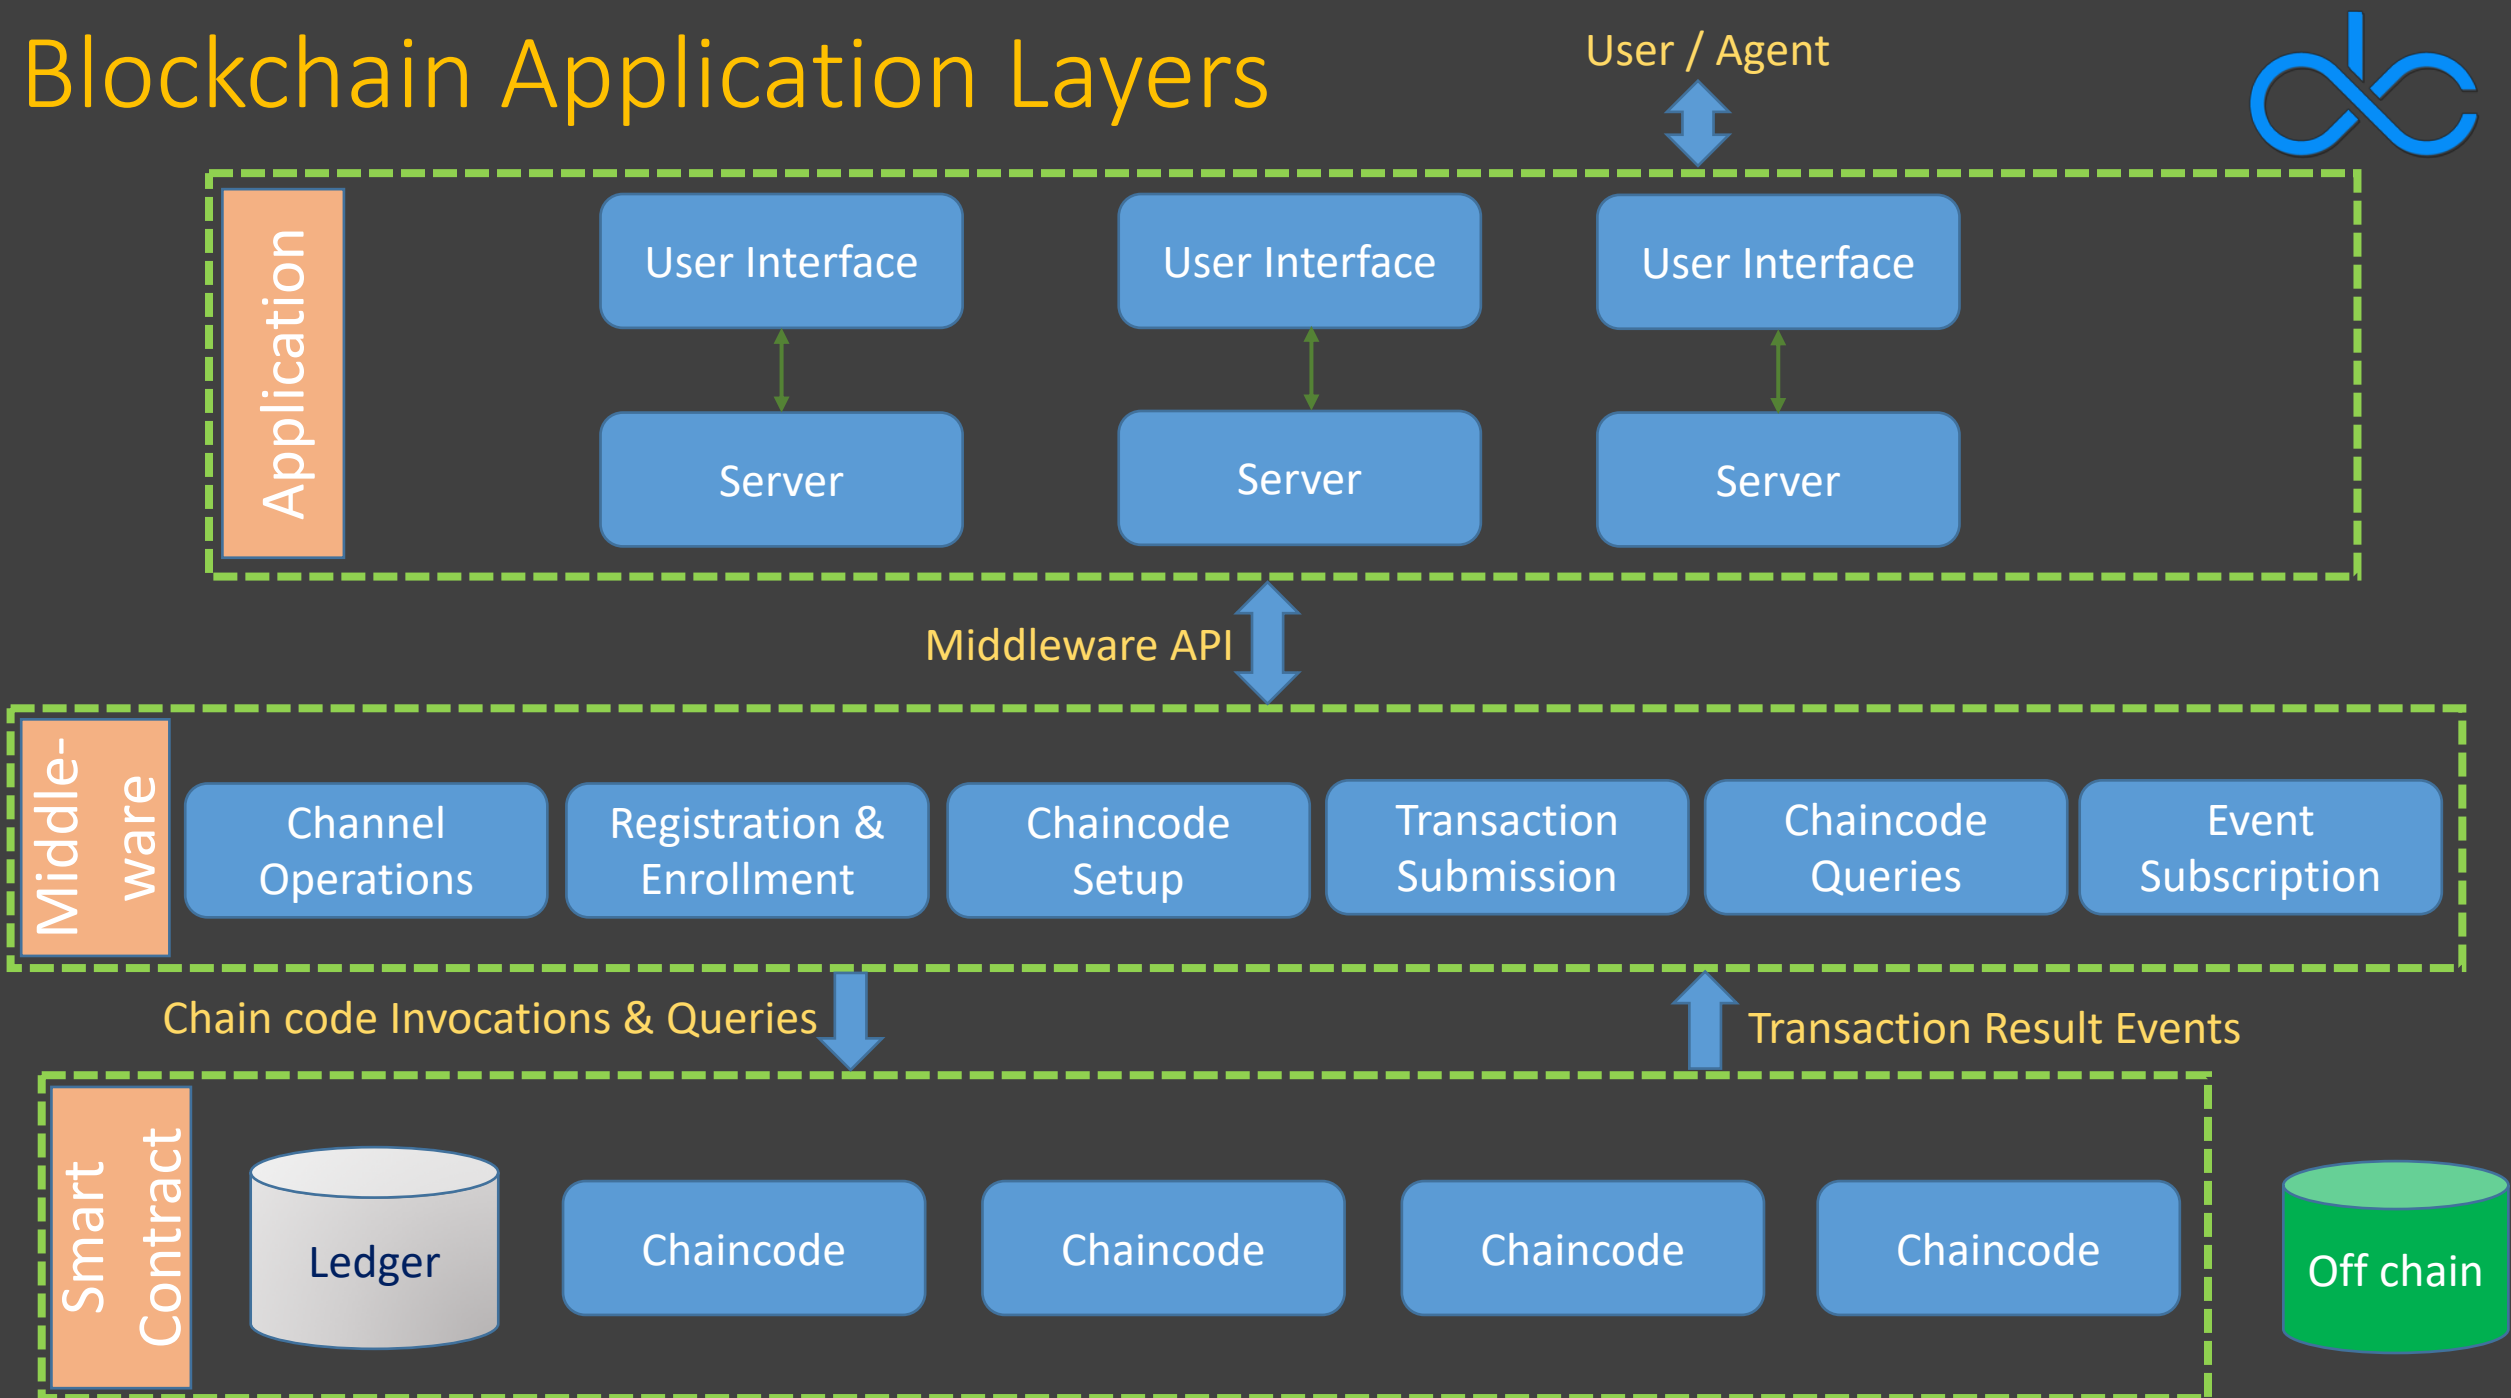 Blockchain Application Layers
User / Agent
Application
User Interface
User Interface
User Interface
Server
Server
Server
Middleware API
Middle-
ware
Channel
Operations
Registration &
Enrollment
Chaincode
Setup
Transaction
Submission
Chaincode
Queries
Event
Subscription
Chain code Invocations & Queries
Transaction Result Events
Smart
Contract
Ledger
Chaincode
Chaincode
Chaincode
Chaincode
Off chain